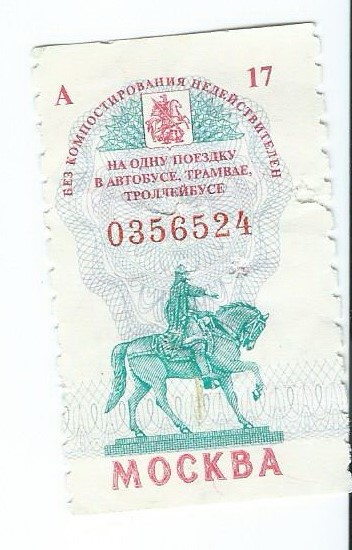 А 17
БЕЗ КОМПОСТИРОВАНИЯ НЕДЕЙСТВИТЕЛЕН
НА ОДНУ ПОЕЗДКУ
В АВТОБУСЕ, ТРАМВАЕ,
ТРОЛЛЕЙБУСЕ
0356524
МОСКВА